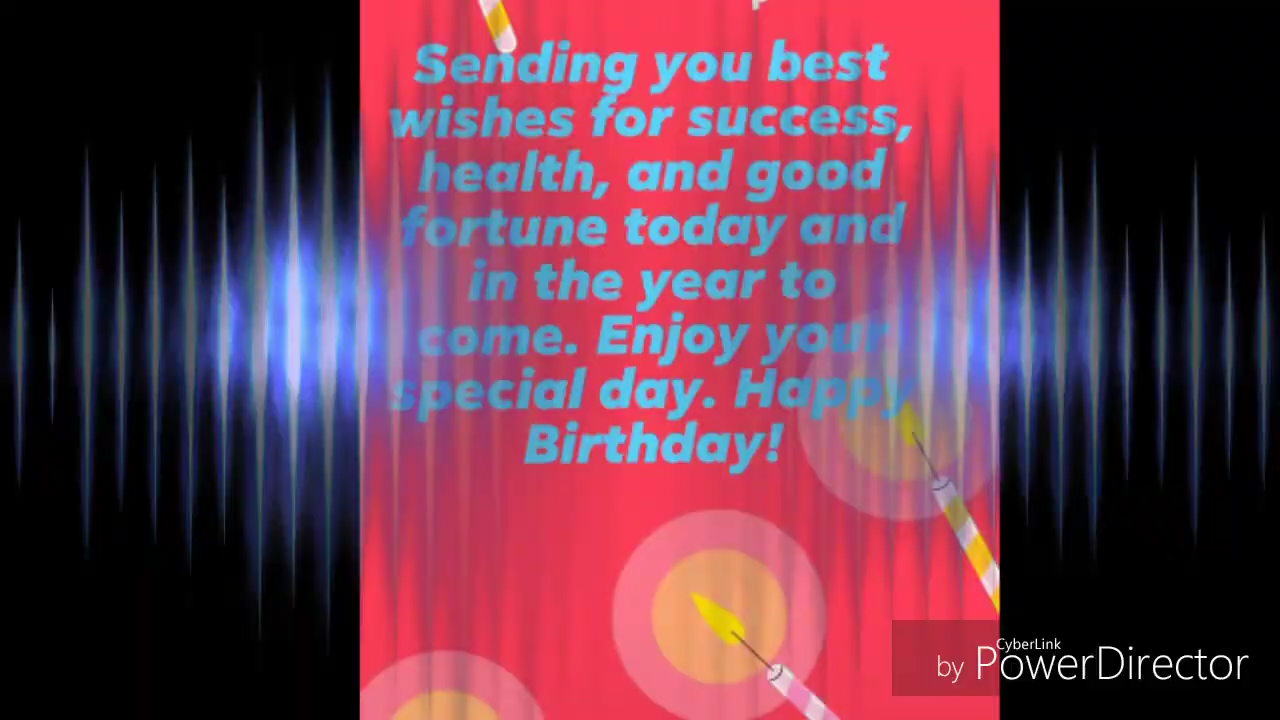 Sending you best
wishes for success,
health, and good
fortune today and
in the year to
come. Enjoy your
special day. Happy
Birthday!
CyberLink
by PowerDirector